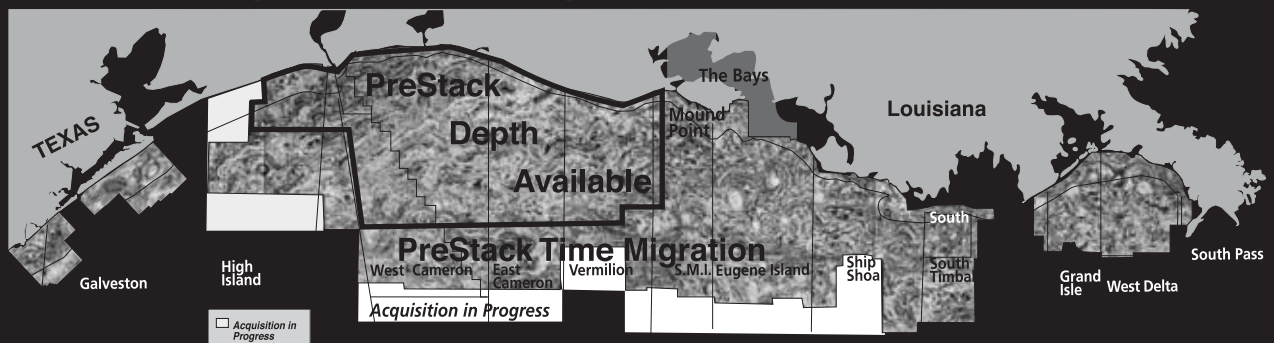 TEXAS
PreStack
Depth
Available
The Bays
Mound
Point
Louisiana
South
PreStack Time Migration
West Cameron
East
Cameron
Vermilion
S.M.I. Eugene Island
Ship
Shoa
South
Timba
Galveston
High
Island
Grand
Isle
West Delta
South Pass
Acquisition in Progress
Acquisition in
Progress